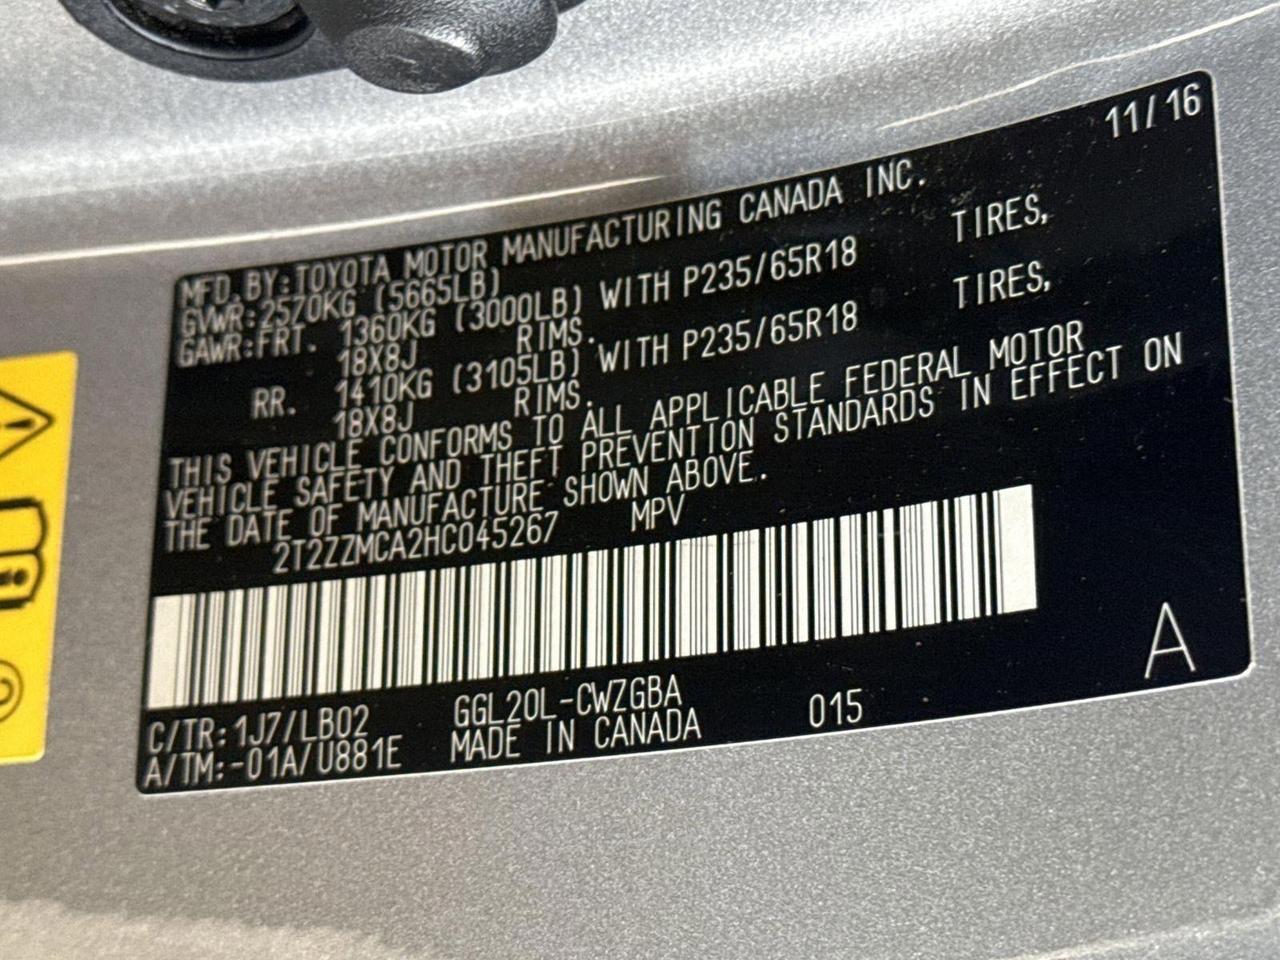 11/16
MFD.BY:TOYOTA MOTOR MANUFACTURING CANADA INC.
GVWR:2570KG (5665LB)
GAWR:FRT. 1360KG (3000LB) WITH P235/65R18 TIRES,
18X8J RIMS.
RR. 1410KG (3105LB) WITH P235/65R18 TIRES,
18X8J RIMS.
THIS VEHICLE CONFORMS TO ALL APPLICABLE FEDERAL MOTOR
VEHICLE SAFETY AND THEFT PREVENTION STANDARDS IN EFFECT ON
THE DATE OF MANUFACTURE SHOWN ABOVE.
2T2ZZMCA2HC045267 MPV
A
C/TR:1J7/LB02 GGL20L-CWZGBA 015
A/TM:-01A/U881E MADE IN CANADA